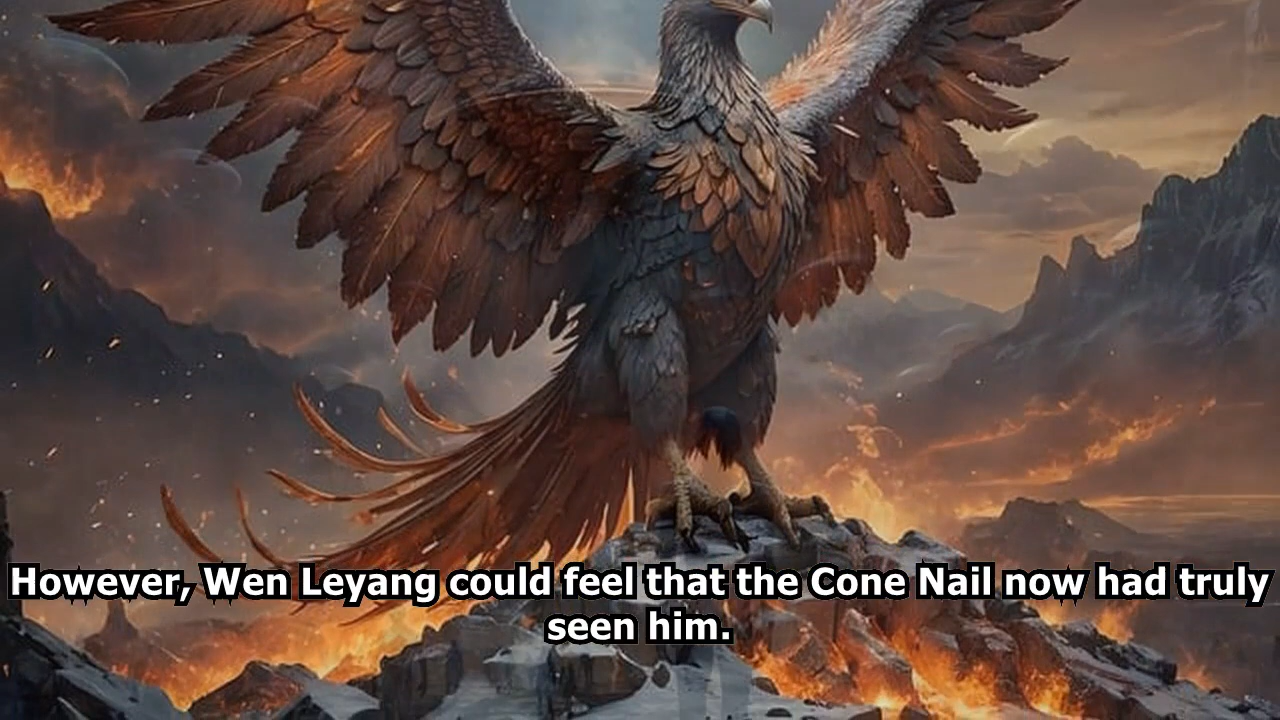 However, Wen Leyang could feel that the Cone Nail now had truly
seen him.